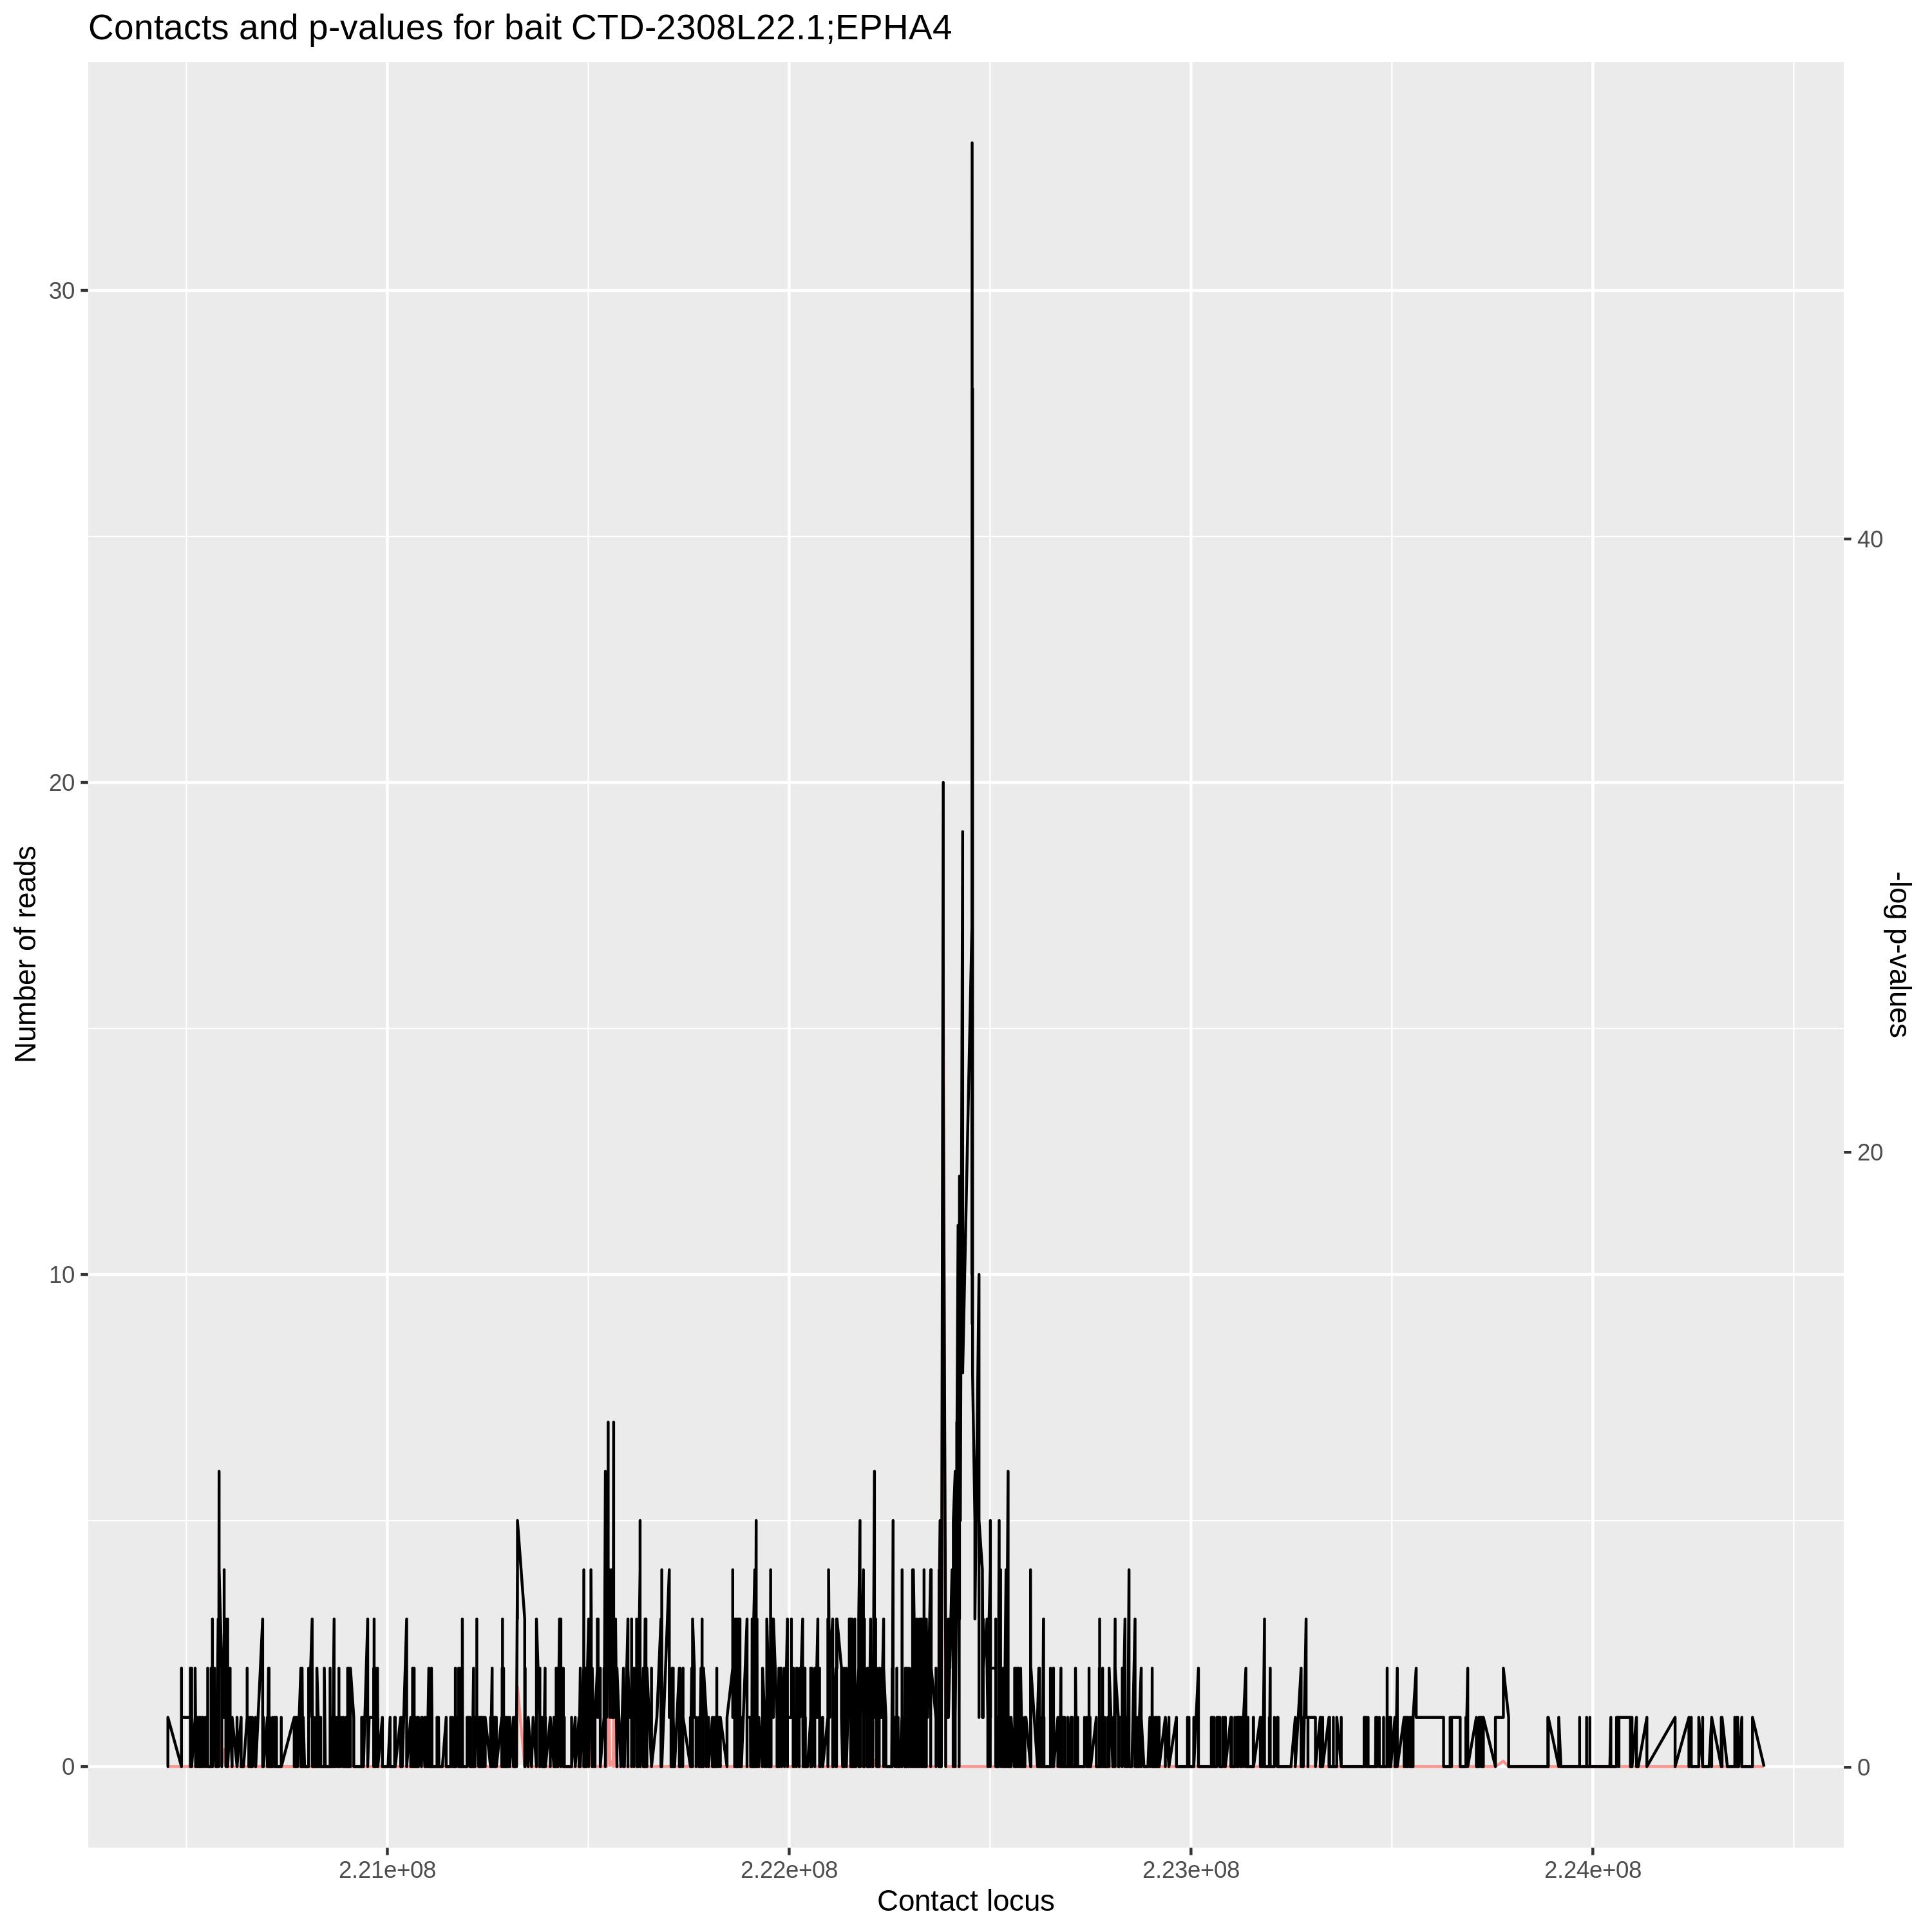 Contacts and p-values for bait CTD-2308L22.1;EPHA4
30
20
10
0
Number of reads
40
20
0
-log p-values
2.21e+08
2.22e+08
2.23e+08
2.24e+08
Contact locus